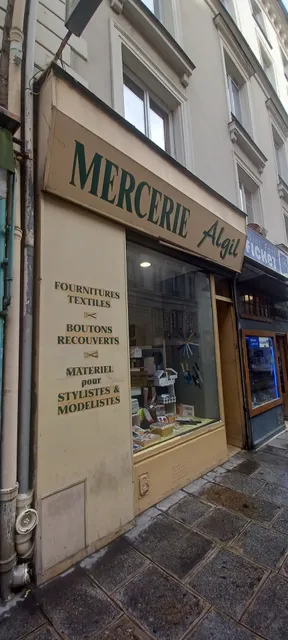 MERCERIE Algil
FOURNITURES
TEXTILES
BOUTONS
RECOUVERTS
MATERIEL
pour
STYLISTES &
MODELISTES